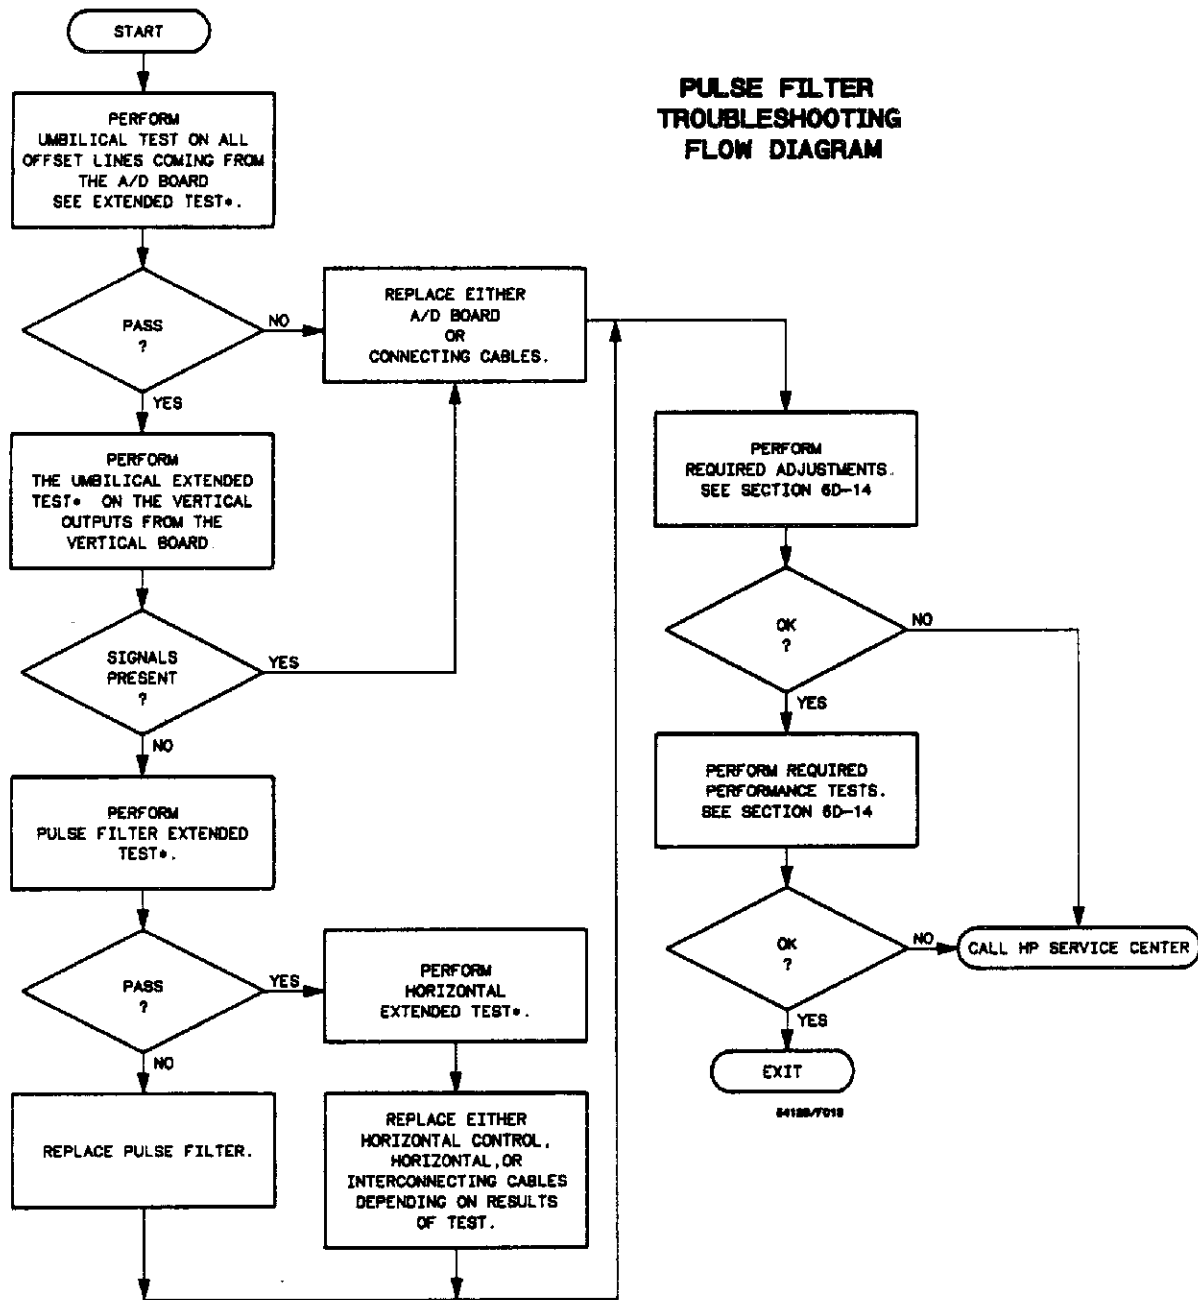 START
PULSE FILTER
TROUBLESHOOTING
FLOW DIAGRAM
PERFORM
UMBILICAL TEST ON ALL
OFFSET LINES COMING FROM
THE A/D BOARD
SEE EXTENDED TEST*.
PASS
?
NO
YES
REPLACE EITHER
A/D BOARD
OR
CONNECTING CABLES.
PERFORM
THE UMBILICAL EXTENDED
TEST* ON THE VERTICAL
OUTPUTS FROM THE
VERTICAL BOARD
SIGNALS
PRESENT
?
YES
NO
PERFORM
PULSE FILTER EXTENDED
TEST*.
PASS
?
YES
NO
PERFORM
HORIZONTAL
EXTENDED TEST*.
REPLACE PULSE FILTER.
REPLACE EITHER
HORIZONTAL CONTROL,
HORIZONTAL, OR
INTERCONNECTING CABLES
DEPENDING ON RESULTS
OF TEST.
PERFORM
REQUIRED ADJUSTMENTS.
SEE SECTION 6D-14
OK
?
NO
YES
PERFORM REQUIRED
PERFORMANCE TESTS.
SEE SECTION 6D-14
OK
?
NO
YES
CALL HP SERVICE CENTER
EXIT